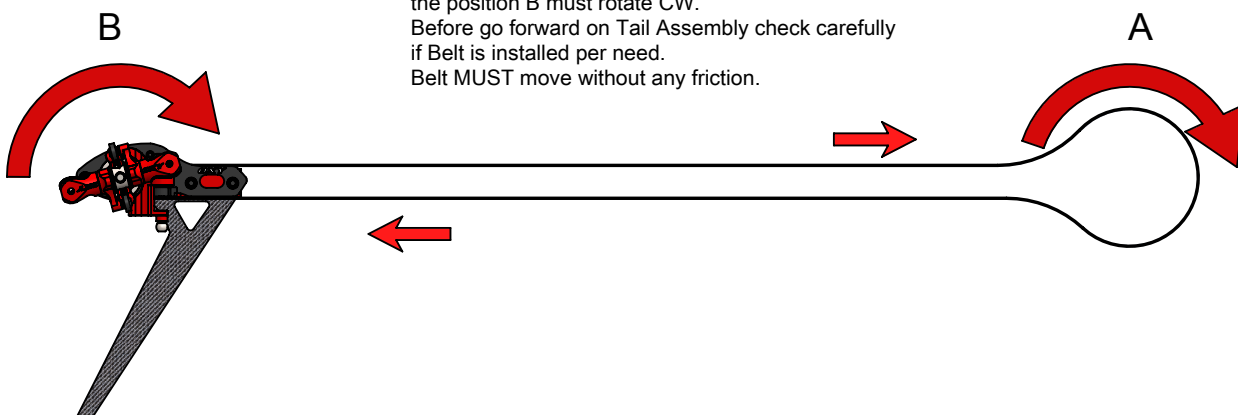 the position B must rotate CW.
Before go forward on Tail Assembly check carefully
if Belt is installed per need.
Belt MUST move without any friction.
B
A